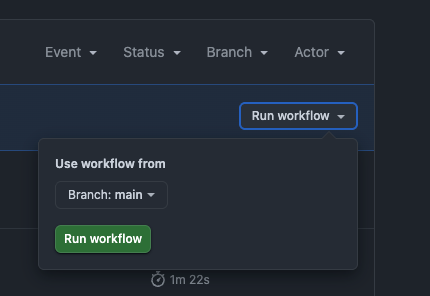 Event Status Branch Actor
Run workflow
Use workflow from
Branch: main
Run workflow
1m 22s